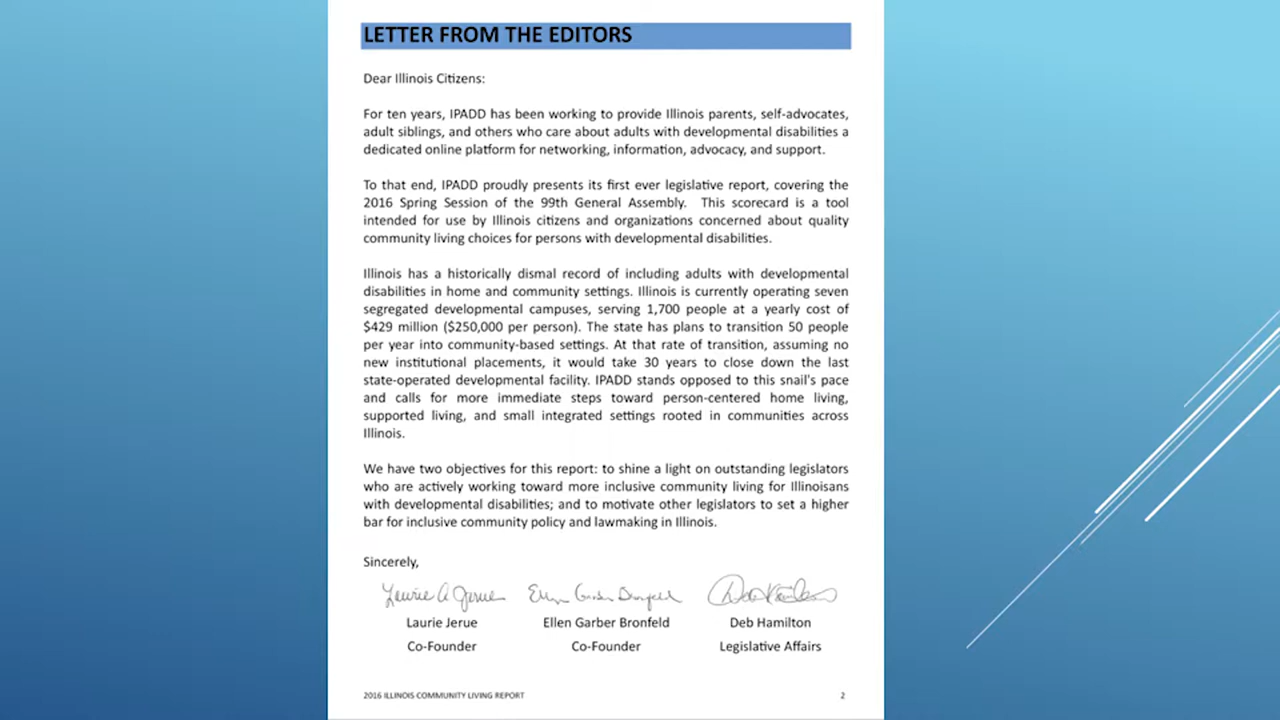 LETTER FROM THE EDITORS
Dear Illinois Citizens:
For ten years, IPADD has been working to provide Illinois parents, self-advocates,
adult siblings, and others who care about adults with developmental disabilities a
dedicated online platform for networking, information, advocacy, and support.
To that end, IPADD proudly presents its first ever legislative report, covering the
2016 Spring Session of the 99th General Assembly. This scorecard is a tool
intended for use by Illinois citizens and organizations concerned about quality
community living choices for persons with developmental disabilities.
Illinois has a historically dismal record of including adults with developmental
disabilities in home and community settings. Illinois is currently operating seven
segregated developmental campuses, serving 1,700 people at a yearly cost of
$429 million ($250,000 per person). The state has plans to transition 50 people
per year into community-based settings. At that rate of transition, assuming no
new institutional placements, it would take 30 years to close down the last
state-operated developmental facility. IPADD stands opposed to this snail's pace
and calls for more immediate steps toward person-centered home living,
supported living, and small integrated settings rooted in communities across
Illinois.
We have two objectives for this report: to shine a light on outstanding legislators
who are actively working toward more inclusive community living for Illinoisans
with developmental disabilities; and to motivate other legislators to set a higher
bar for inclusive community policy and lawmaking in Illinois.
Sincerely,
Laurie A Jerue Ellen Garber Bronfeld Deb Hamilton
Laurie Jerue Ellen Garber Bronfeld Deb Hamilton
Co-Founder Co-Founder Legislative Affairs
2016 ILLINOIS COMMUNITY LIVING REPORT 2